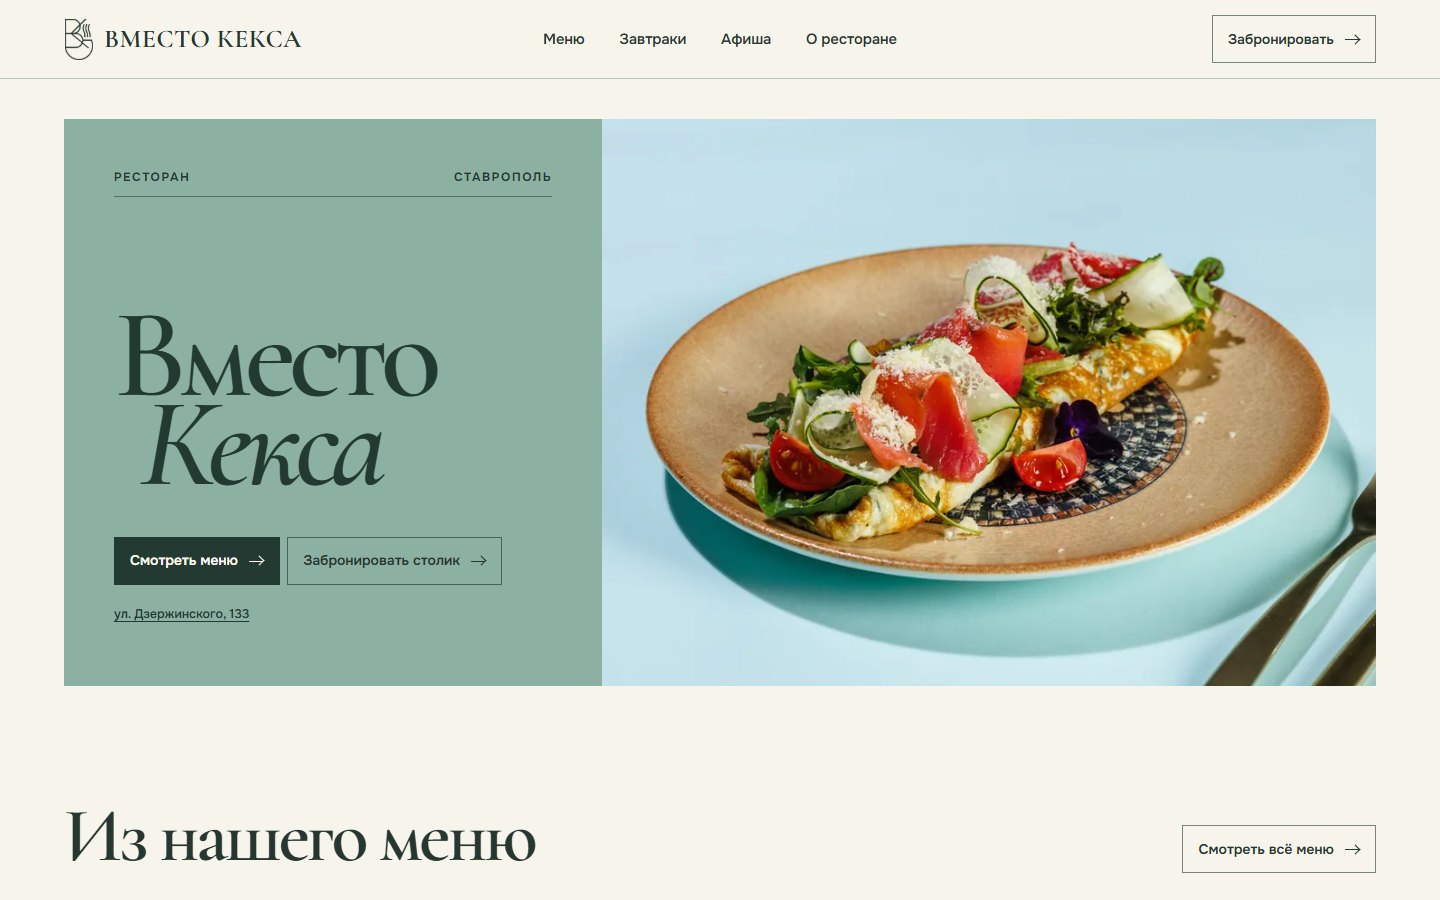 ВМЕСТО КЕКСА
Меню
Завтраки
Афиша
О ресторане
Забронировать
РЕСТОРАН
СТАВРОПОЛЬ
Вместо
Кекса
Смотреть меню
Забронировать столик
ул. Дзержинского, 133
Из нашего меню
Смотреть всё меню